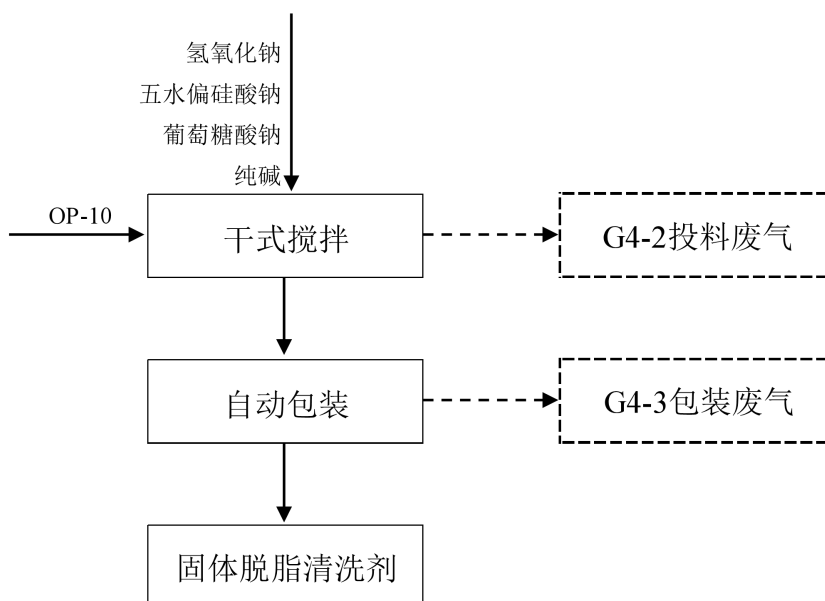 氢氧化钠
五水偏硅酸钠
葡萄糖酸钠
纯碱
OP-10
干式搅拌
G4-2投料废气
自动包装
G4-3包装废气
固体脱脂清洗剂